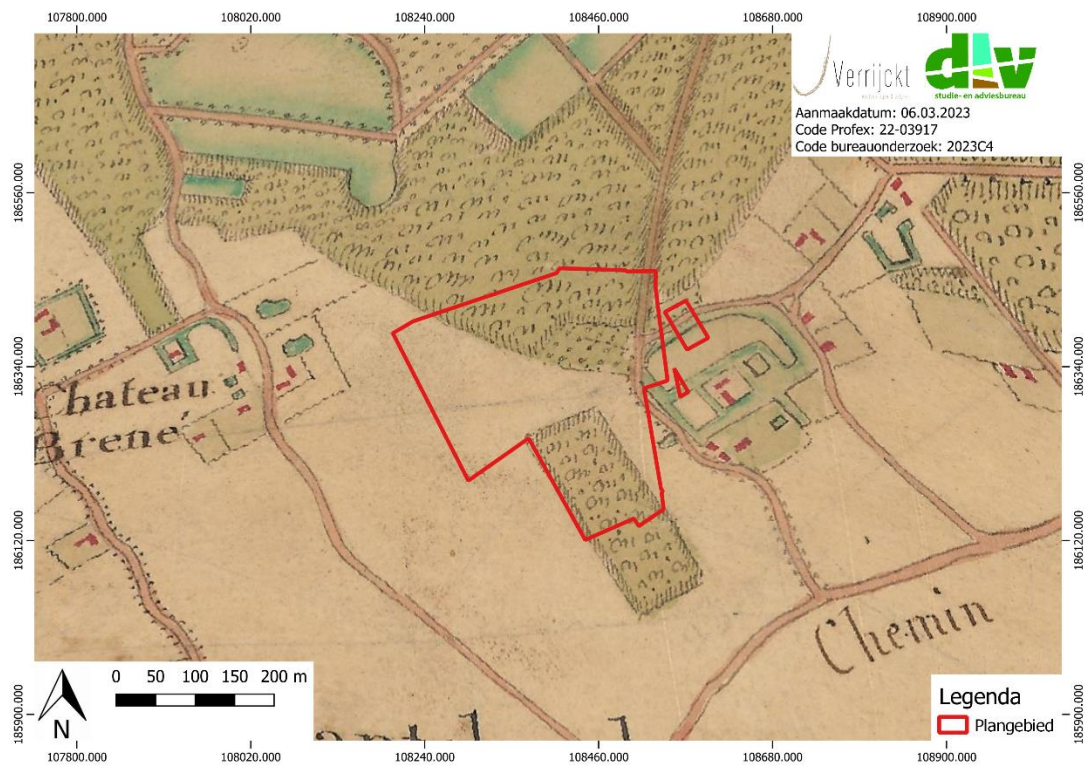 107800.000 108020.000 108240.000 108460.000 108680.000 108900.000
Verrijckt
dLv
studie- en adviesbureau
Aanmaakdatum: 06.03.2023
Code Profex: 22-03917
Code bureauonderzoek: 2023C4
186560.000 186560.000
186340.000 186340.000
Chateau
Brené
186120.000 186120.000
Chemin
0 50 100 150 200 m
N
Legenda
Plangebied
185900.000 185900.000
107800.000 108020.000 108240.000 108460.000 108680.000 108900.000